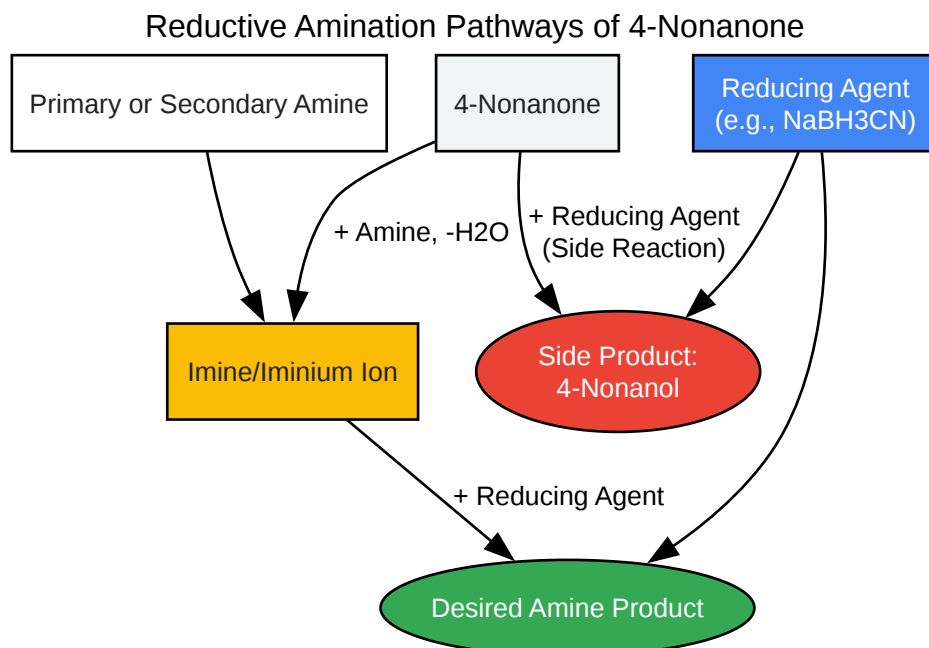 Reductive Amination Pathways of 4-Nonanone
Primary or Secondary Amine
4-Nonanone
Reducing Agent
(e.g., NaBH3CN)
+ Amine, -H2O
+ Reducing Agent
(Side Reaction)
Imine/Iminium Ion
Side Product:
4-Nonanol
+ Reducing Agent
Desired Amine Product